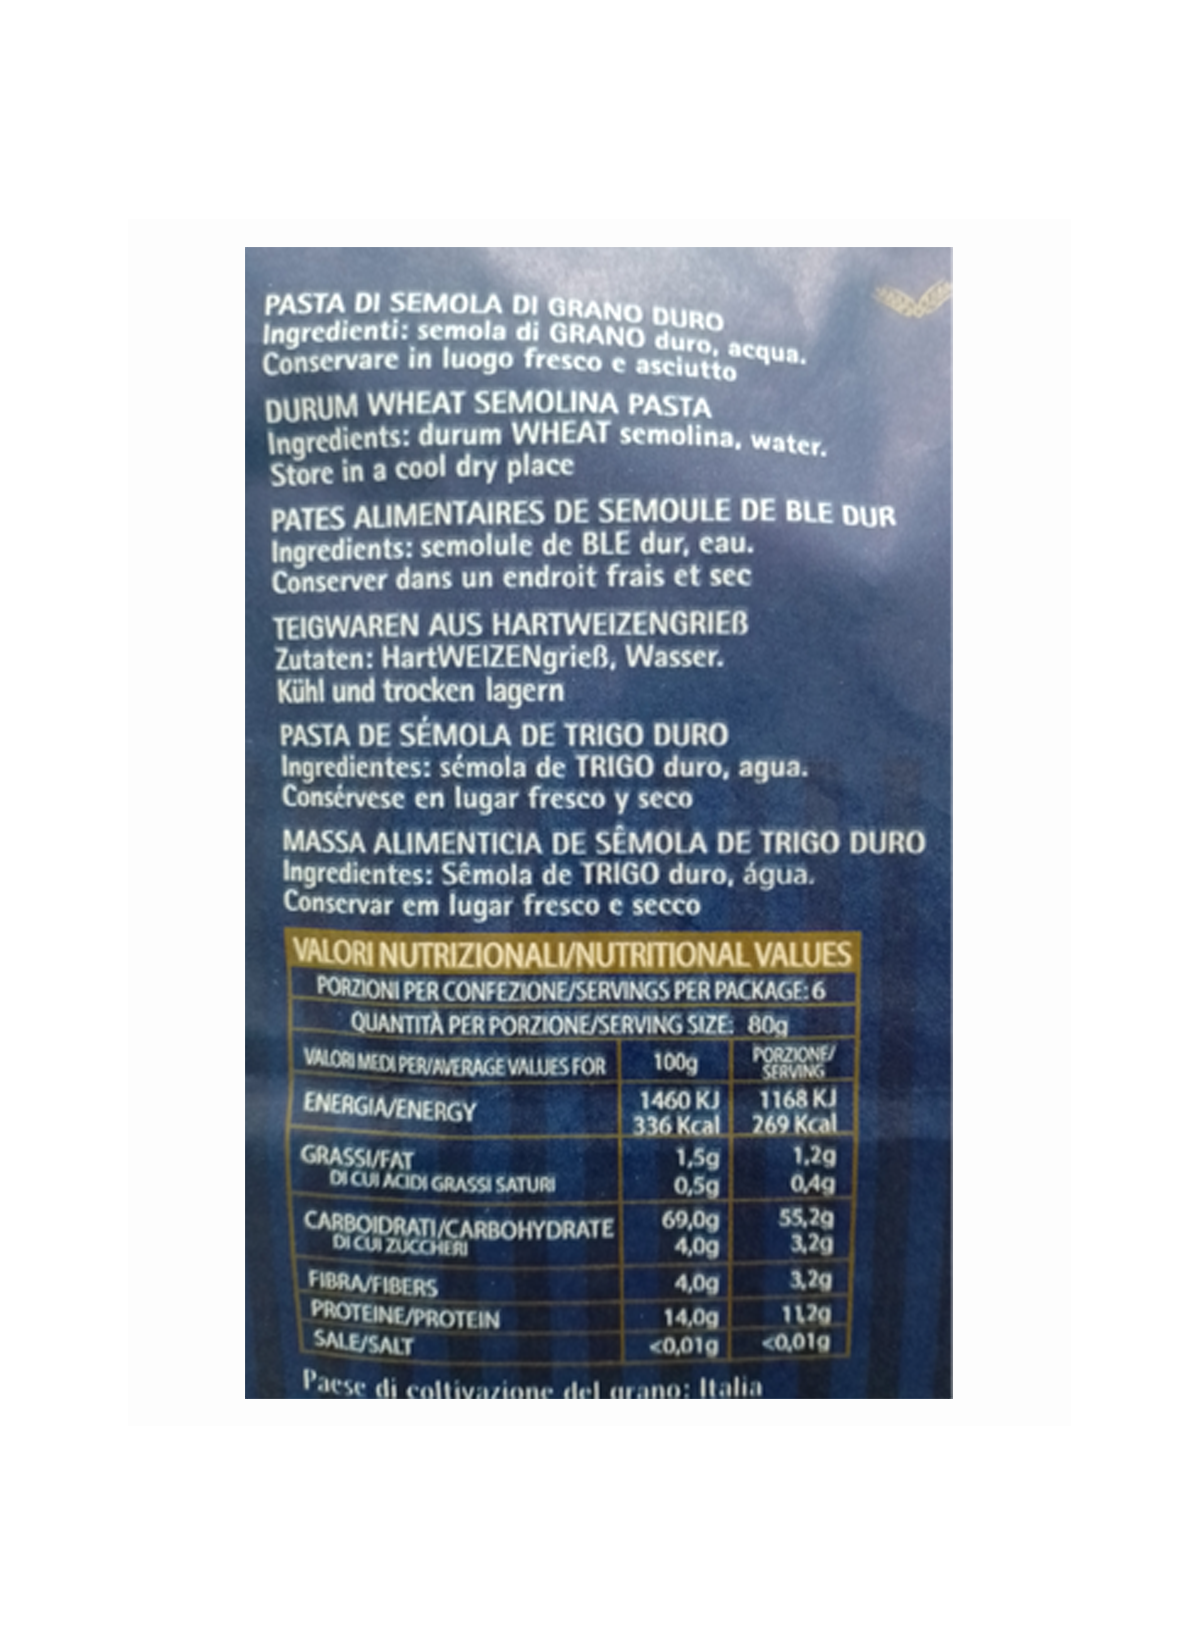 PASTA DI SEMOLA DI GRANO DURO
Ingredienti: semola di GRANO duro, acqua.
Conservare in luogo fresco e asciutto
DURUM WHEAT SEMOLINA PASTA
Ingredients: durum WHEAT semolina, water.
Store in a cool dry place
PATES ALIMENTAIRES DE SEMOULE DE BLE DUR
Ingredients: semolule de BLE dur, eau.
Conserver dans un endroit frais et sec
TEIGWAREN AUS HARTWEIZENGRIEß
Zutaten: HartWEIZENgrieß, Wasser.
Kühl und trocken lagern
PASTA DE SÉMOLA DE TRIGO DURO
Ingredientes: sémola de TRIGO duro, agua.
Consérvese en lugar fresco y seco
MASSA ALIMENTICIA DE SÊMOLA DE TRIGO DURO
Ingredientes: Sêmola de TRIGO duro, água.
Conservar em lugar fresco e secco
VALORI NUTRIZIONALI/NUTRITIONAL VALUES
PORZIONI PER CONFEZIONE/SERVINGS PER PACKAGE: 6
QUANTITÀ PER PORZIONE/SERVING SIZE: 80g
VALORI MEDI PER/AVERAGE VALUES FOR 100g PORZIONE/ SERVING
ENERGIA/ENERGY 1460 KJ 1168 KJ
336 Kcal 269 Kcal
GRASSI/FAT 1,5g 1,2g
DI CUI ACIDI GRASSI SATURI 0,5g 0,4g
CARBOIDRATI/CARBOHYDRATE 69,0g 55,2g
DI CUI ZUCCHERI 4,0g 3,2g
FIBRA/FIBERS 4,0g 3,2g
PROTEINE/PROTEIN 14,0g 11,2g
SALE/SALT <0,01g <0,01g
Paese di coltivazione del grano: Italia